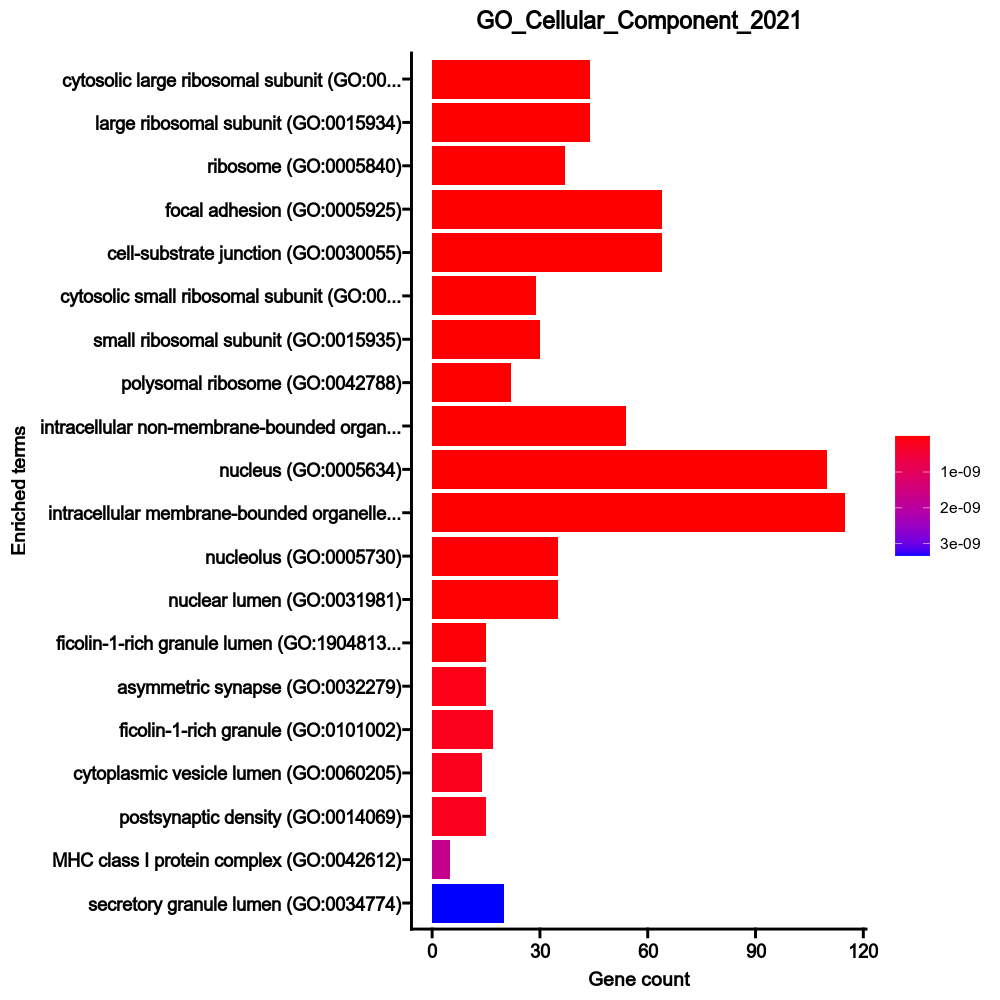 GO_Cellular_Component_2021
cytosolic large ribosomal subunit (GO:00...
large ribosomal subunit (GO:0015934)
ribosome (GO:0005840)
focal adhesion (GO:0005925)
cell-substrate junction (GO:0030055)
cytosolic small ribosomal subunit (GO:00...
small ribosomal subunit (GO:0015935)
polysomal ribosome (GO:0042788)
intracellular non-membrane-bounded organ...
nucleus (GO:0005634)
intracellular membrane-bounded organelle...
nucleolus (GO:0005730)
nuclear lumen (GO:0031981)
ficolin-1-rich granule lumen (GO:1904813...
asymmetric synapse (GO:0032279)
ficolin-1-rich granule (GO:0101002)
cytoplasmic vesicle lumen (GO:0060205)
postsynaptic density (GO:0014069)
MHC class I protein complex (GO:0042612)
secretory granule lumen (GO:0034774)
Enriched terms
0 30 60 90 120
Gene count
1e-09
2e-09
3e-09